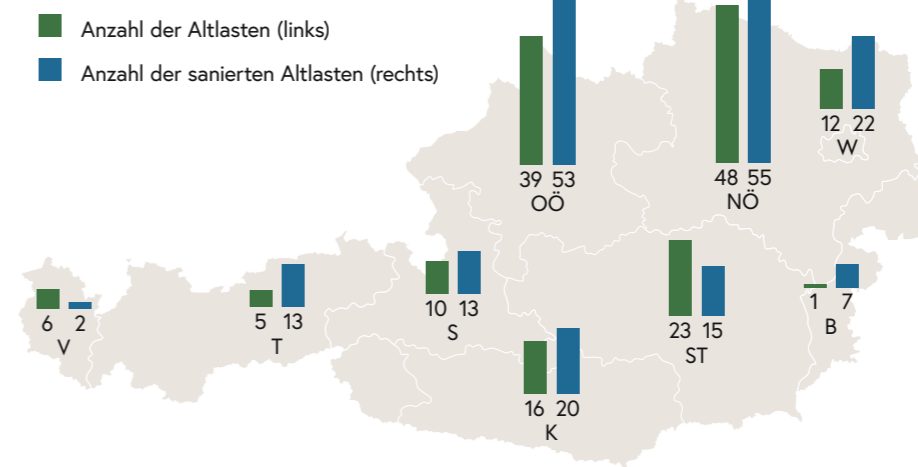 Anzahl der Altlasten (links)
Anzahl der sanierten Altlasten (rechts)
12 22
W
39 53
OÖ
48 55
NÖ
6 2
V
5 13
T
10 13
S
23 15
ST
1 7
B
16 20
K